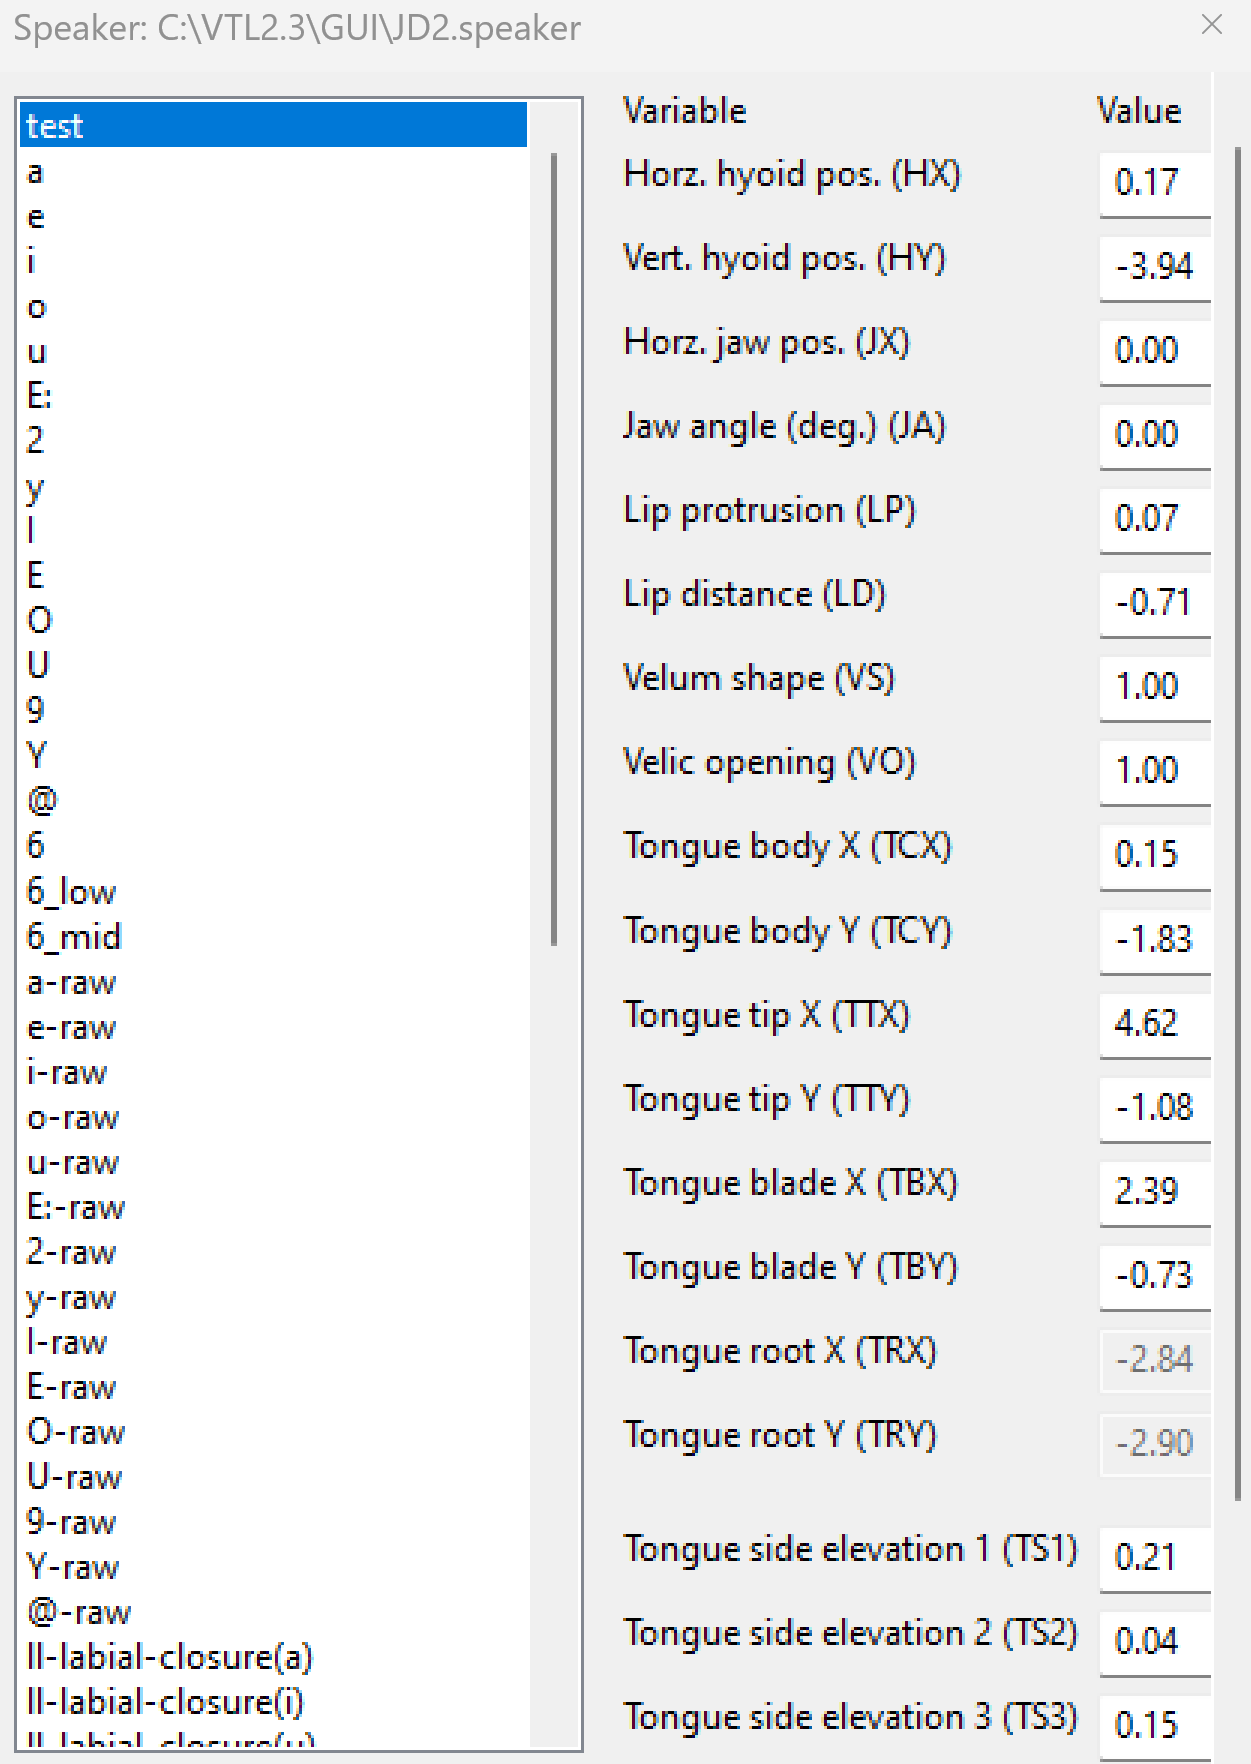 Speaker: C:\VTL2.3\GUI\JD2.speaker
test
a
e
i
o
u
E:
2
y
I
E
O
U
9
Y
@
6
6_low
6_mid
a-raw
e-raw
i-raw
o-raw
u-raw
E:-raw
2-raw
y-raw
I-raw
E-raw
O-raw
U-raw
9-raw
Y-raw
@-raw
ll-labial-closure(a)
ll-labial-closure(i)
ll-labial-closure(u)
Variable Value
Horz. hyoid pos. (HX) 0.17
Vert. hyoid pos. (HY) -3.94
Horz. jaw pos. (JX) 0.00
Jaw angle (deg.) (JA) 0.00
Lip protrusion (LP) 0.07
Lip distance (LD) -0.71
Velum shape (VS) 1.00
Velic opening (VO) 1.00
Tongue body X (TCX) 0.15
Tongue body Y (TCY) -1.83
Tongue tip X (TTX) 4.62
Tongue tip Y (TTY) -1.08
Tongue blade X (TBX) 2.39
Tongue blade Y (TBY) -0.73
Tongue root X (TRX) -2.84
Tongue root Y (TRY) -2.90
Tongue side elevation 1 (TS1) 0.21
Tongue side elevation 2 (TS2) 0.04
Tongue side elevation 3 (TS3) 0.15